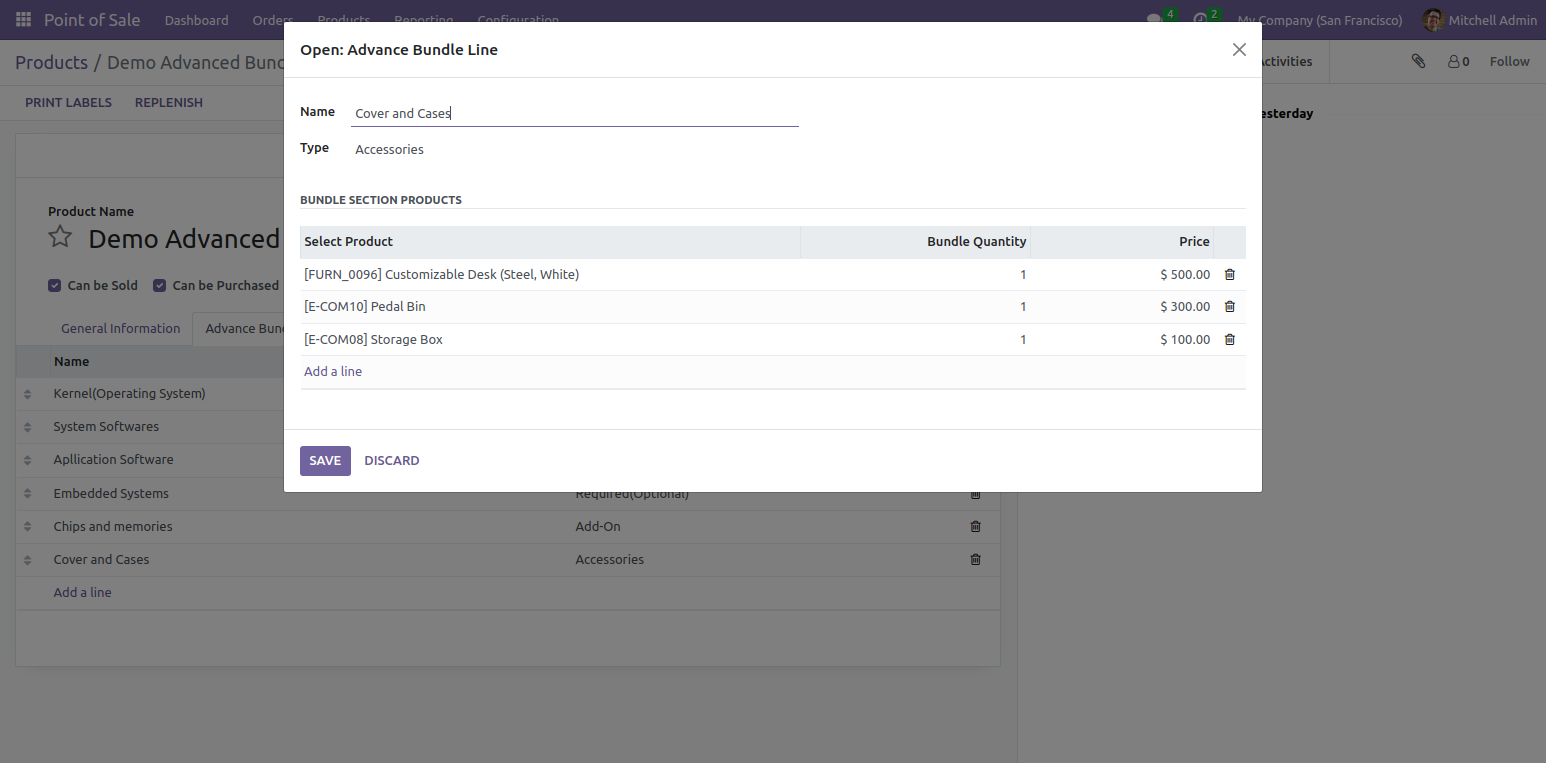 Point of Sale Dashboard Orders Products Reporting Configuration 4 2 My Company (San Francisco) Mitchell Admin
Products / Demo Advanced Bund
Activities 0 Follow
PRINT LABELS REPLENISH
esterday
Open: Advance Bundle Line
Name Cover and Cases
Type Accessories
BUNDLE SECTION PRODUCTS
Select Product Bundle Quantity Price
[FURN_0096] Customizable Desk (Steel, White) 1 $ 500.00
[E-COM10] Pedal Bin 1 $ 300.00
[E-COM08] Storage Box 1 $ 100.00
Add a line
SAVE DISCARD
Product Name
Demo Advanced
Can be Sold Can be Purchased
General Information Advance Bun
Name
Kernel(Operating System)
System Softwares
Apllication Software
Embedded Systems Required(Optional)
Chips and memories Add-On
Cover and Cases Accessories
Add a line